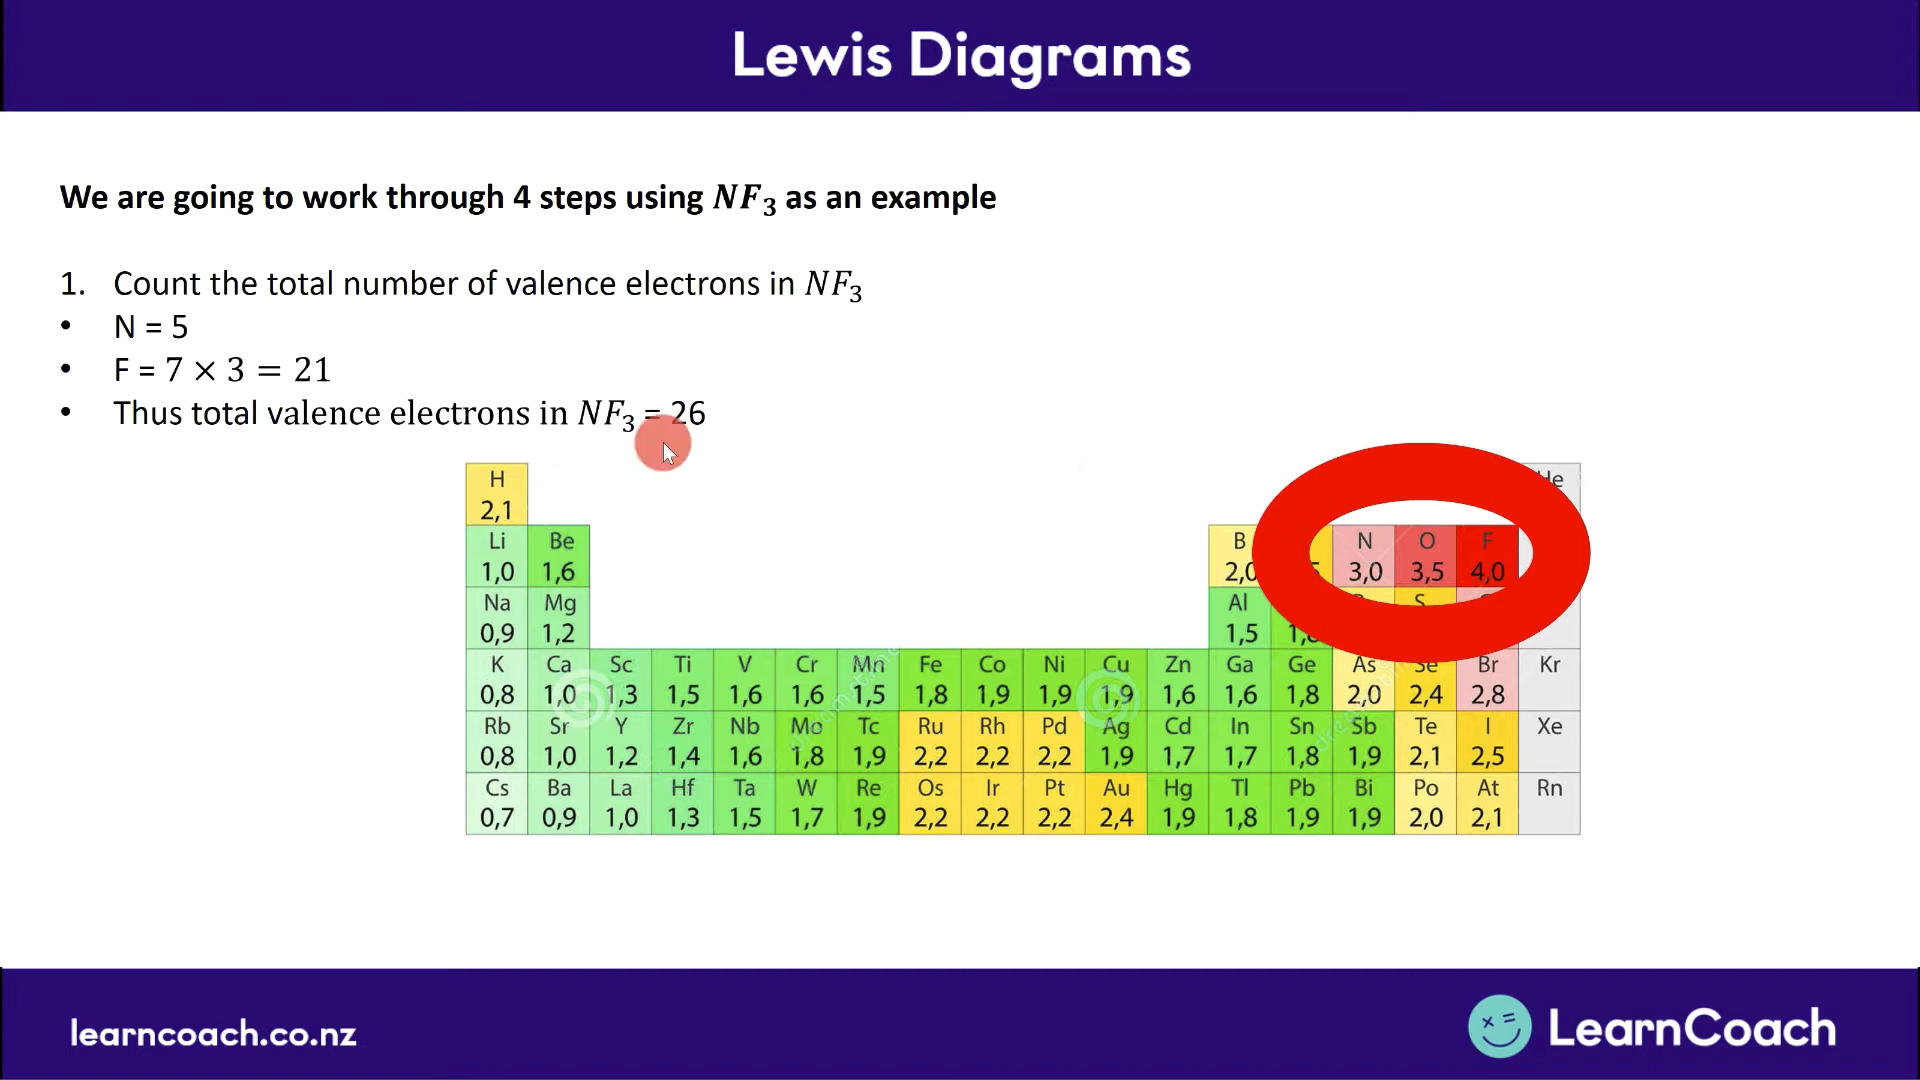 Lewis Diagrams
We are going to work through 4 steps using NF₃ as an example
1. Count the total number of valence electrons in NF₃
• N = 5
• F = 7 × 3 = 21
• Thus total valence electrons in NF₃ = 26
H He
2,1
Li Be B N O F
1,0 1,6 2,0 3,0 3,5 4,0
Na Mg Al S
0,9 1,2 1,5
K Ca Sc Ti V Cr Mn Fe Co Ni Cu Zn Ga Ge As Se Br Kr
0,8 1,0 1,3 1,5 1,6 1,6 1,5 1,8 1,9 1,9 1,9 1,6 1,6 1,8 2,0 2,4 2,8
Rb Sr Y Zr Nb Mo Tc Ru Rh Pd Ag Cd In Sn Sb Te I Xe
0,8 1,0 1,2 1,4 1,6 1,8 1,9 2,2 2,2 2,2 1,9 1,7 1,7 1,8 1,9 2,1 2,5
Cs Ba La Hf Ta W Re Os Ir Pt Au Hg Tl Pb Bi Po At Rn
0,7 0,9 1,0 1,3 1,5 1,7 1,9 2,2 2,2 2,2 2,4 1,9 1,8 1,9 1,9 2,0 2,1
learncoach.co.nz
LearnCoach